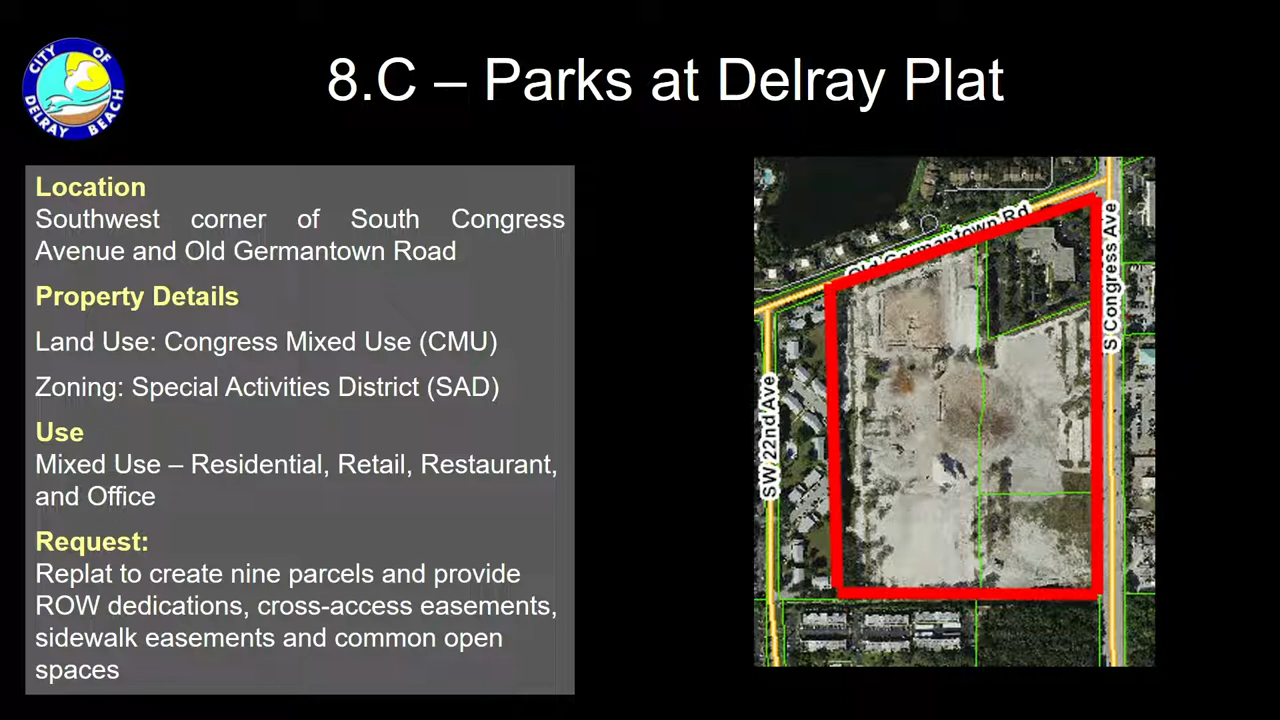 CITY OF
DELRAY BEACH
8.C – Parks at Delray Plat
Location
Southwest corner of South Congress
Avenue and Old Germantown Road
Property Details
Land Use: Congress Mixed Use (CMU)
Zoning: Special Activities District (SAD)
Use
Mixed Use – Residential, Retail, Restaurant,
and Office
Request:
Replat to create nine parcels and provide
ROW dedications, cross-access easements,
sidewalk easements and common open
spaces
Old Germantown Rd
S Congress Ave
SW 22nd Ave